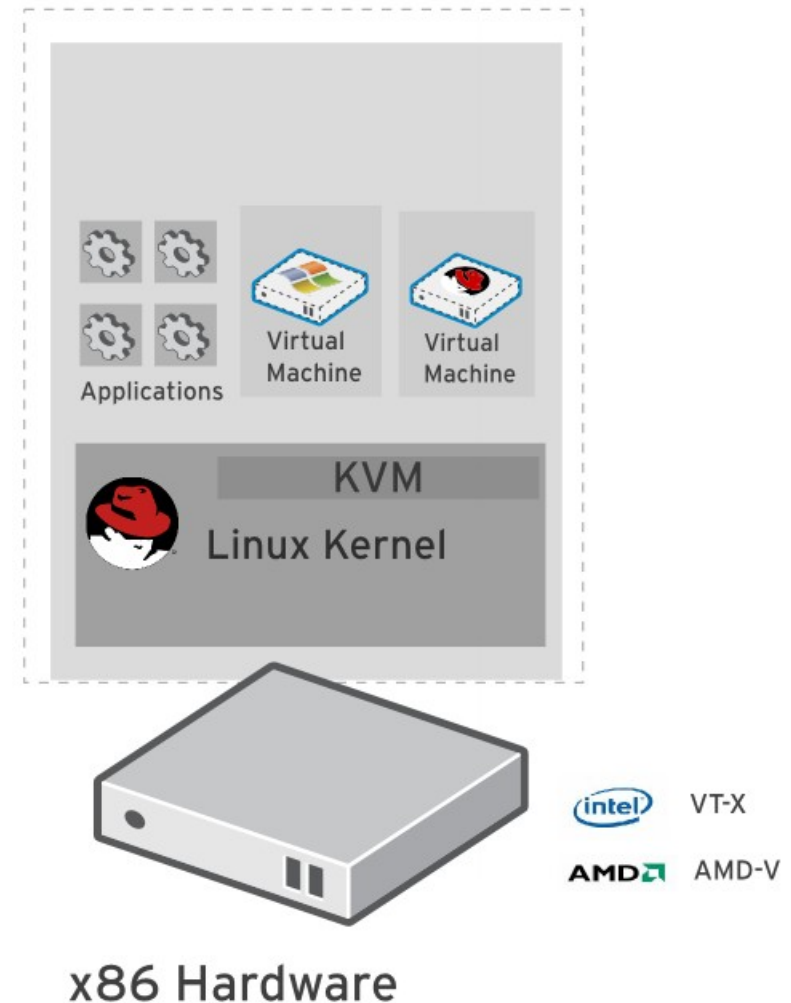 Applications
Virtual
Machine
Virtual
Machine
KVM
Linux Kernel
intel VT-X
AMD AMD-V
x86 Hardware